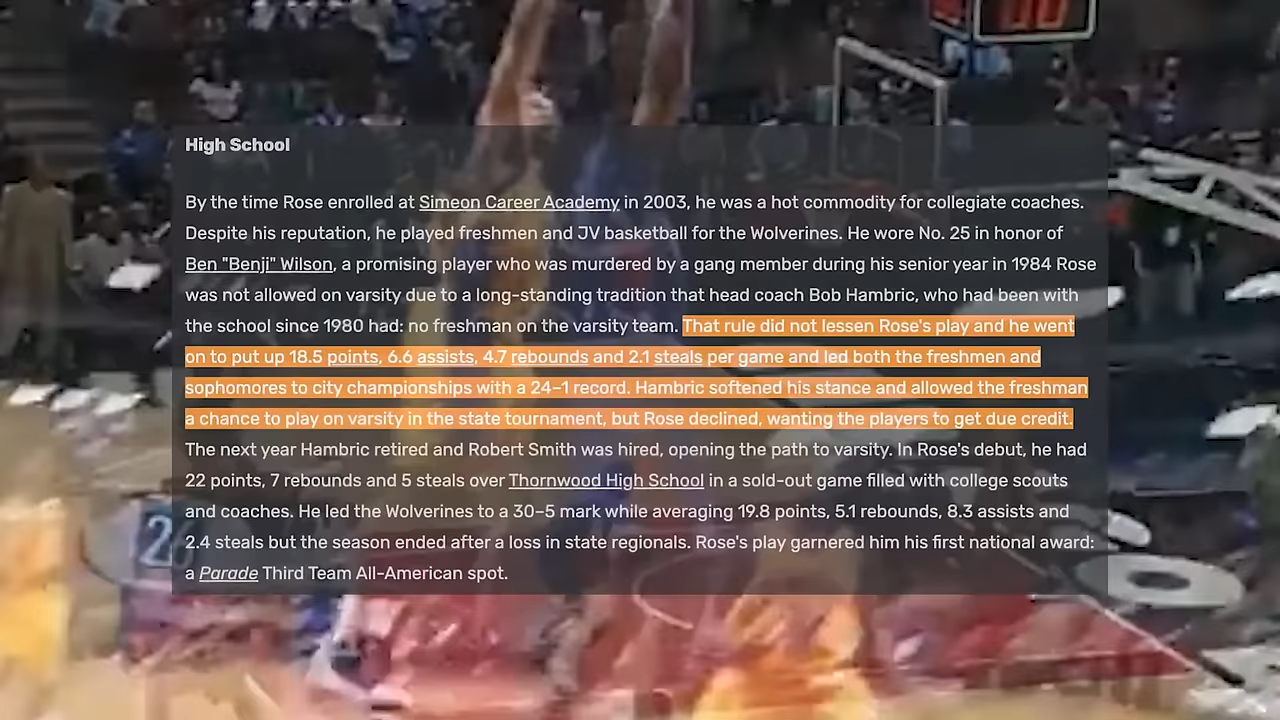 High School
By the time Rose enrolled at Simeon Career Academy in 2003, he was a hot commodity for collegiate coaches.
Despite his reputation, he played freshmen and JV basketball for the Wolverines. He wore No. 25 in honor of
Ben "Benji" Wilson, a promising player who was murdered by a gang member during his senior year in 1984 Rose
was not allowed on varsity due to a long-standing tradition that head coach Bob Hambric, who had been with
the school since 1980 had: no freshman on the varsity team. That rule did not lessen Rose's play and he went
on to put up 18.5 points, 6.6 assists, 4.7 rebounds and 2.1 steals per game and led both the freshmen and
sophomores to city championships with a 24–1 record. Hambric softened his stance and allowed the freshman
a chance to play on varsity in the state tournament, but Rose declined, wanting the players to get due credit.
The next year Hambric retired and Robert Smith was hired, opening the path to varsity. In Rose's debut, he had
22 points, 7 rebounds and 5 steals over Thornwood High School in a sold-out game filled with college scouts
and coaches. He led the Wolverines to a 30–5 mark while averaging 19.8 points, 5.1 rebounds, 8.3 assists and
2.4 steals but the season ended after a loss in state regionals. Rose's play garnered him his first national award:
a Parade Third Team All-American spot.